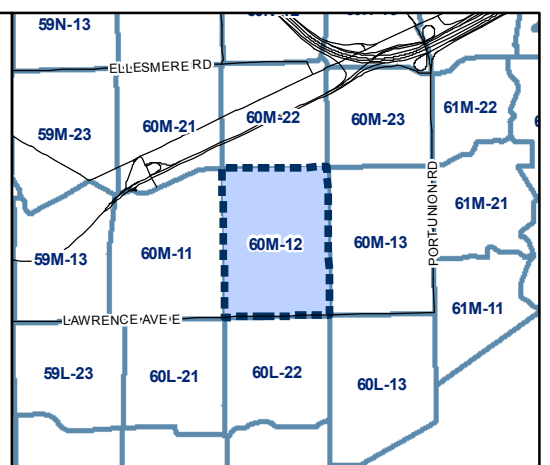 59N-13
ELLESMERE RD
59M-23
60M-21
60M-22
60M-23
61M-22
PORT UNION RD
61M-21
59M-13
60M-11
60M-12
60M-13
61M-11
LAWRENCE AVE E
59L-23
60L-21
60L-22
60L-13